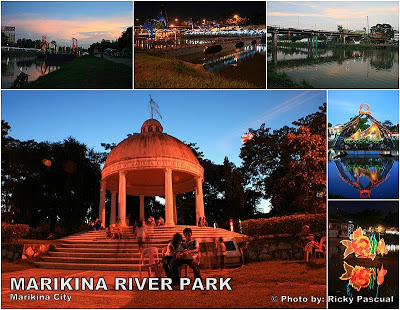 MARIKINA RIVER PARK
Marikina City
© Photo by:
Ricky Pascual